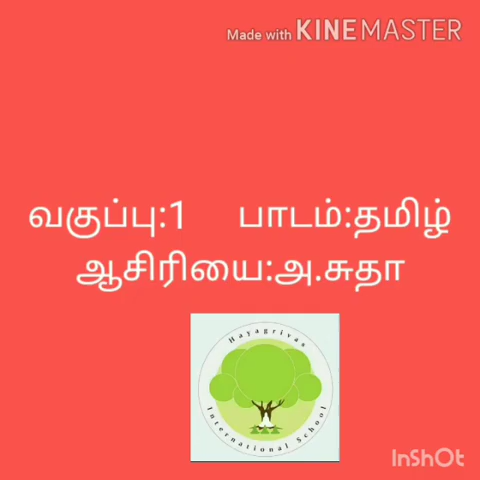 Made with KINEMASTER
வகுப்பு:1 பாடம்:தமிழ்
ஆசிரியை:அ.சுதா
Hayagrivas
International School
InShOt